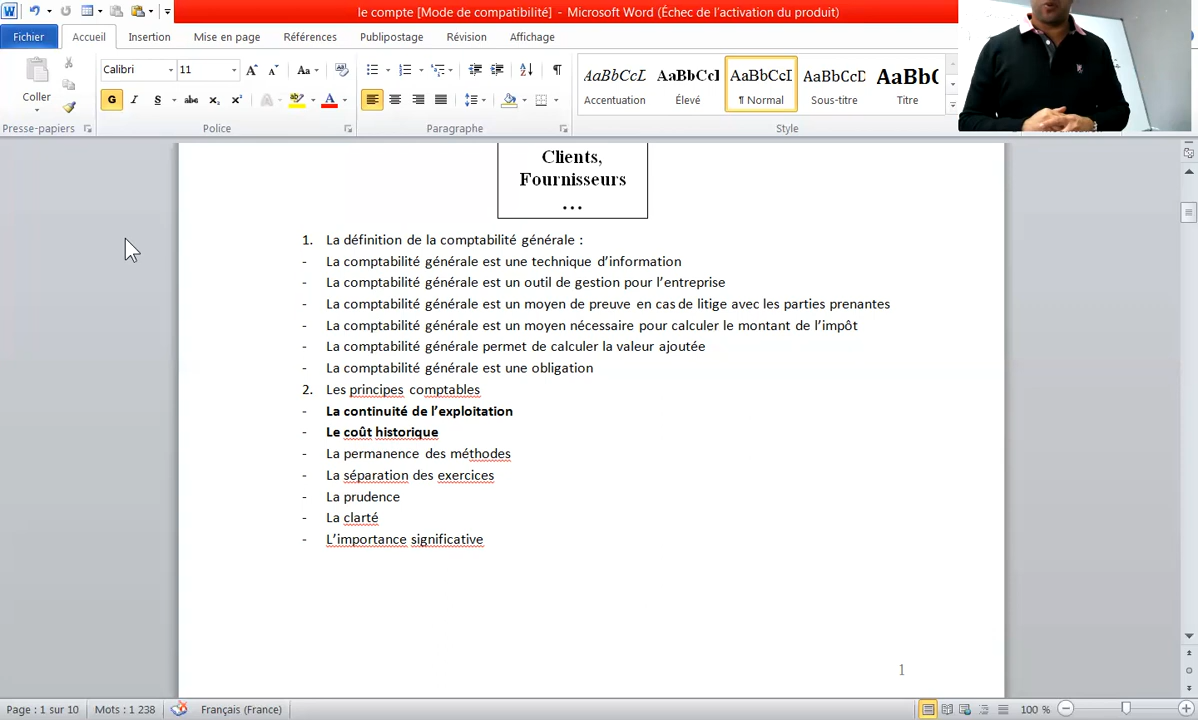 le compte [Mode de compatibilité] - Microsoft Word (Échec de l'activation du produit)
Fichier Accueil Insertion Mise en page Références Publipostage Révision Affichage
Calibri 11
Coller
G I S abc x₂ x²
AaBbCcL AaBbCcI AaBbCcI AaBbCcD AaBbC
Accentuation Élevé ¶ Normal Sous-titre Titre
Presse-papiers Police Paragraphe Style
Clients,
Fournisseurs
…
1. La définition de la comptabilité générale :
- La comptabilité générale est une technique d’information
- La comptabilité générale est un outil de gestion pour l’entreprise
- La comptabilité générale est un moyen de preuve en cas de litige avec les parties prenantes
- La comptabilité générale est un moyen nécessaire pour calculer le montant de l’impôt
- La comptabilité générale permet de calculer la valeur ajoutée
- La comptabilité générale est une obligation
2. Les principes comptables
- La continuité de l’exploitation
- Le coût historique
- La permanence des méthodes
- La séparation des exercices
- La prudence
- La clarté
- L’importance significative
1
Page : 1 sur 10 Mots : 1 238 Français (France) 100 %